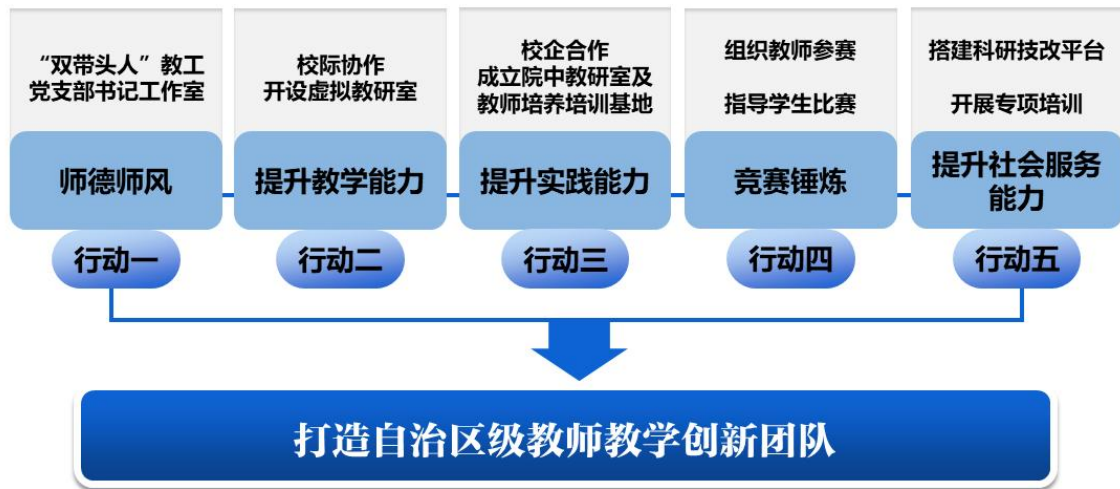 “双带头人”教工
党支部书记工作室
师德师风
行动一
校际协作
开设虚拟教研室
提升教学能力
行动二
校企合作
成立院中教研室及
教师培养培训基地
提升实践能力
行动三
组织教师参赛
指导学生比赛
竞赛锤炼
行动四
搭建科研技改平台
开展专项培训
提升社会服务
能力
行动五
打造自治区级教师教学创新团队